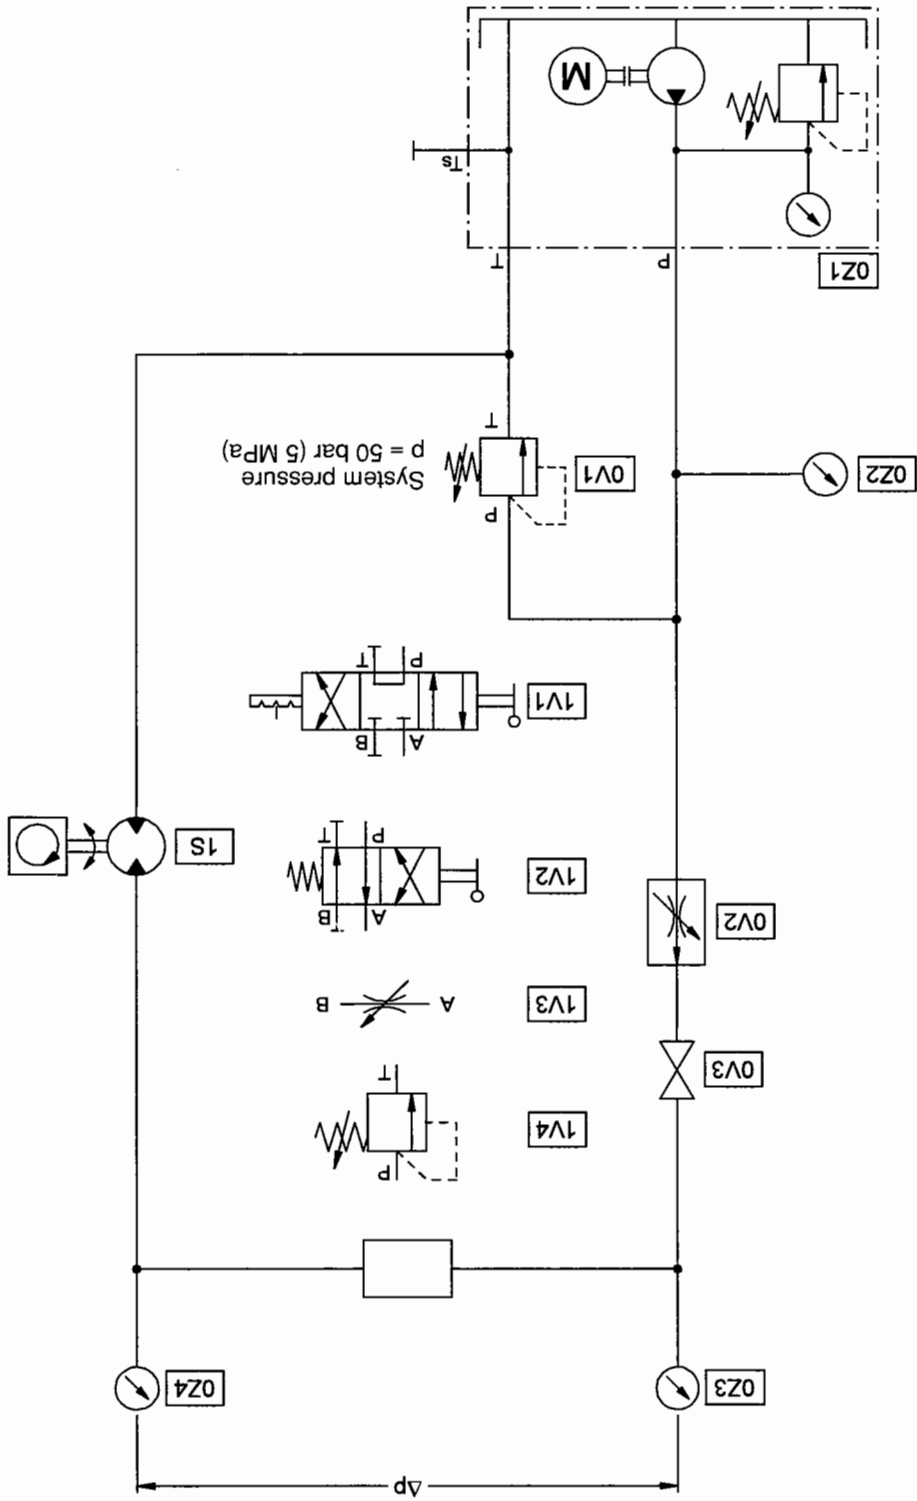 Δp
0Z3
0Z4
P
1V4
T
0V3
1V3
A B
0V2
A B
1V2
P T
1S
A B
1V1
P T
P
0Z2
0V1
System pressure
p = 50 bar (5 MPa)
T
0Z1
P
T
Ts
M